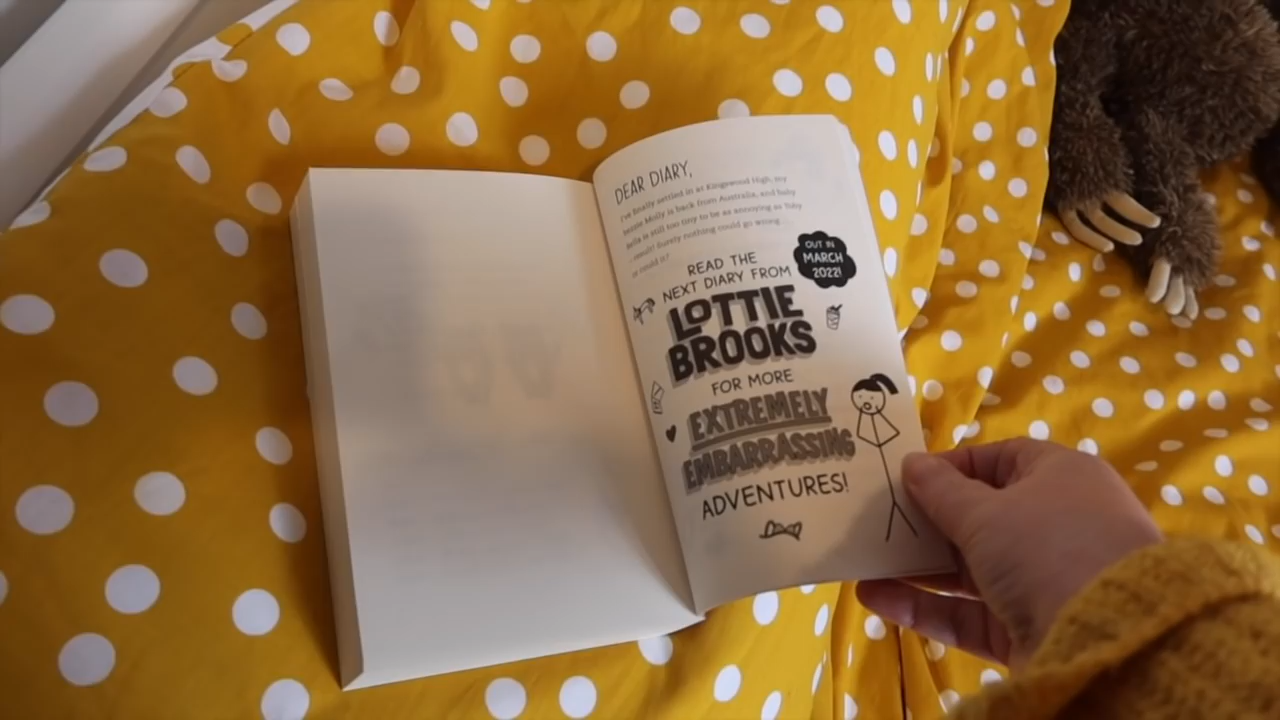 DEAR DIARY,
I've finally settled in at Kingswood High, my
bestie Molly is back from Australia, and baby
Bella is still too tiny to be as annoying as Toby
– result! Surely nothing could go wrong . . .
or could it?
OUT IN
MARCH
2022!
READ THE
NEXT DIARY FROM
LOTTIE
BROOKS
FOR MORE
EXTREMELY
EMBARRASSING
ADVENTURES!